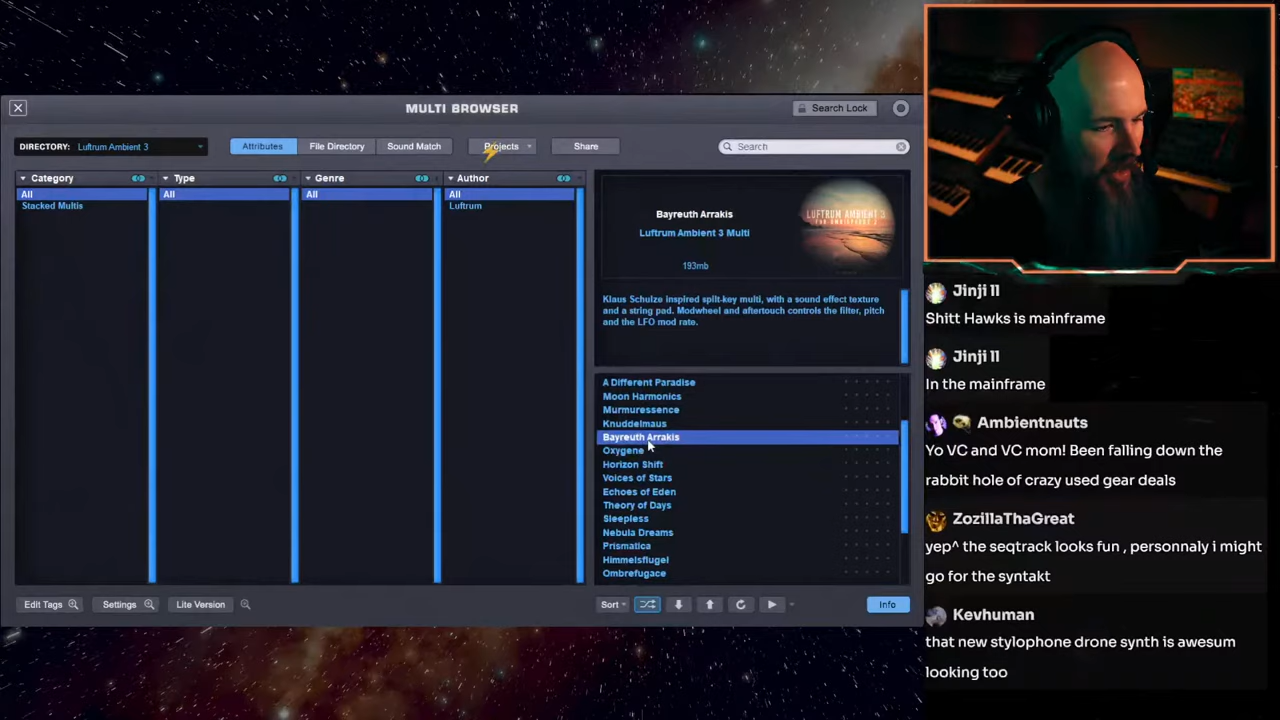 MULTI BROWSER
Search Lock
DIRECTORY: Luftrum Ambient 3
Attributes
File Directory
Sound Match
Projects
Share
Search
Category
Type
Genre
Author
All
All
All
All
Stacked Multis
Luftrum
Bayreuth Arrakis
Luftrum Ambient 3 Multi
193mb
LUFTRUM AMBIENT 3
Klaus Schulze inspired split-key multi, with a sound effect texture
and a string pad. Modwheel and aftertouch controls the filter, pitch
and the LFO mod rate.
A Different Paradise
Moon Harmonics
Murmuressence
Knuddelmaus
Bayreuth Arrakis
Oxygene
Horizon Shift
Voices of Stars
Echoes of Eden
Theory of Days
Sleepless
Nebula Dreams
Prismatica
Himmelsflugel
Ombrefugace
Edit Tags
Settings
Lite Version
Sort
Info
Jinji ll
Shitt Hawks is mainframe
Jinji ll
In the mainframe
Ambientnauts
Yo VC and VC mom! Been falling down the
rabbit hole of crazy used gear deals
ZozillaThaGreat
yep^ the seqtrack looks fun , personnaly i might
go for the syntakt
Kevhuman
that new stylophone drone synth is awesum
looking too